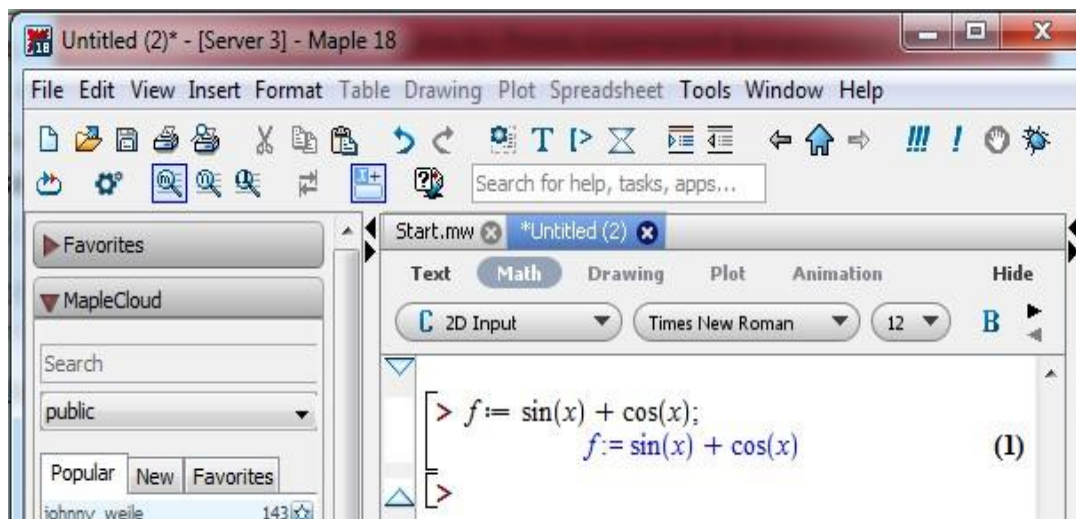 Untitled (2)* - [Server 3] - Maple 18
File Edit View Insert Format Table Drawing Plot Spreadsheet Tools Window Help
Search for help, tasks, apps...
Favorites
MapleCloud
Search
public
Popular New Favorites
johnny_weile 143
Start.mw *Untitled (2)
Text Math Drawing Plot Animation Hide
C 2D Input Times New Roman 12 B
> f := sin(x) + cos(x);
f := sin(x) + cos(x) (1)
>